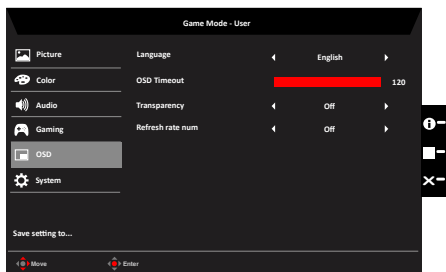 Game Mode - User
Picture
Language English
Color
OSD Timeout 120
Audio
Transparency Off
Gaming
Refresh rate num Off
OSD
System
Save setting to...
Move Enter